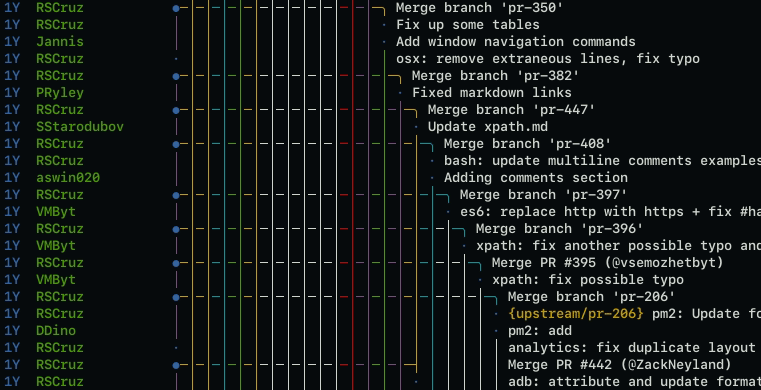 1Y RSCruz Merge branch 'pr-350'
1Y RSCruz Fix up some tables
1Y Jannis Add window navigation commands
1Y RSCruz osx: remove extraneous lines, fix typo
1Y RSCruz Merge branch 'pr-382'
1Y PRyley Fixed markdown links
1Y RSCruz Merge branch 'pr-447'
1Y SStarodubov Update xpath.md
1Y RSCruz Merge branch 'pr-408'
1Y RSCruz bash: update multiline comments examples
1Y aswin020 Adding comments section
1Y RSCruz Merge branch 'pr-397'
1Y VMByt es6: replace http with https + fix #ha
1Y RSCruz Merge branch 'pr-396'
1Y VMByt xpath: fix another possible typo and
1Y RSCruz Merge PR #395 (@vsemozhetbyt)
1Y VMByt xpath: fix possible typo
1Y RSCruz Merge branch 'pr-206'
1Y RSCruz {upstream/pr-206} pm2: Update fo
1Y DDino pm2: add
1Y RSCruz analytics: fix duplicate layout
1Y RSCruz Merge PR #442 (@ZackNeyland)
1Y RSCruz adb: attribute and update format